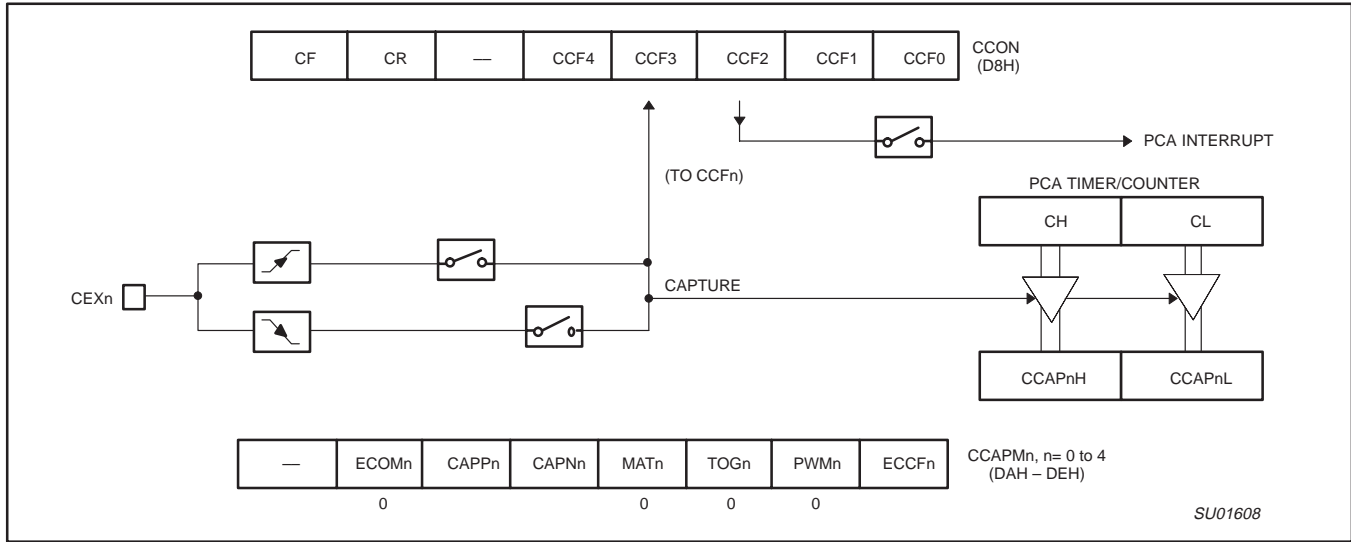 CF CR — CCF4 CCF3 CCF2 CCF1 CCF0 CCON
(D8H)
PCA INTERRUPT
(TO CCFn)
PCA TIMER/COUNTER
CH CL
CEXn
CAPTURE
CCAPnH CCAPnL
— ECOMn CAPPn CAPNn MATn TOGn PWMn ECCFn CCAPMn, n= 0 to 4
(DAH – DEH)
0 0 0 0
SU01608